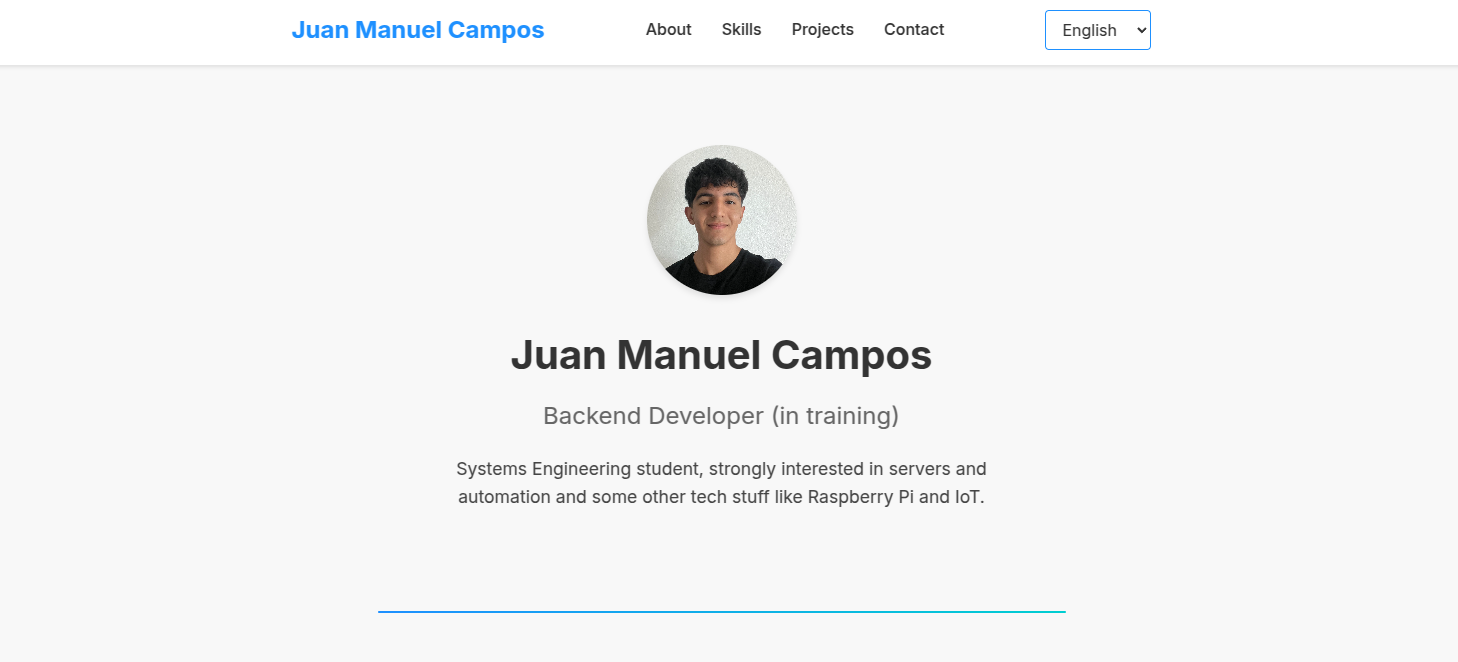 Juan Manuel Campos
About Skills Projects Contact
English
Juan Manuel Campos
Backend Developer (in training)
Systems Engineering student, strongly interested in servers and
automation and some other tech stuff like Raspberry Pi and IoT.